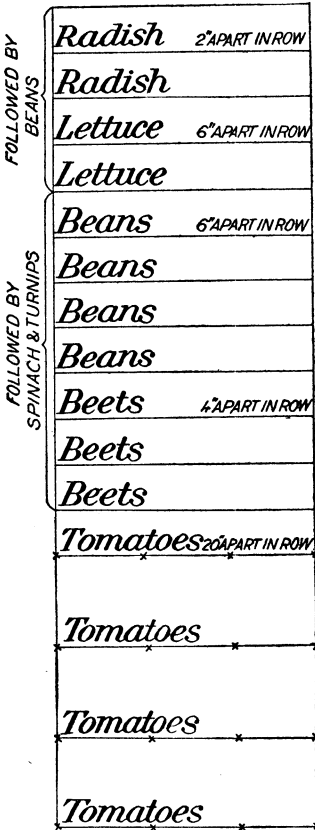 FOLLOWED BY
BEANS
Radish 2" APART IN ROW
Radish
Lettuce 6" APART IN ROW
Lettuce
FOLLOWED BY
SPINACH & TURNIPS
Beans 6" APART IN ROW
Beans
Beans
Beans
Beets 4" APART IN ROW
Beets
Beets
Tomatoes 20" APART IN ROW
Tomatoes
Tomatoes
Tomatoes